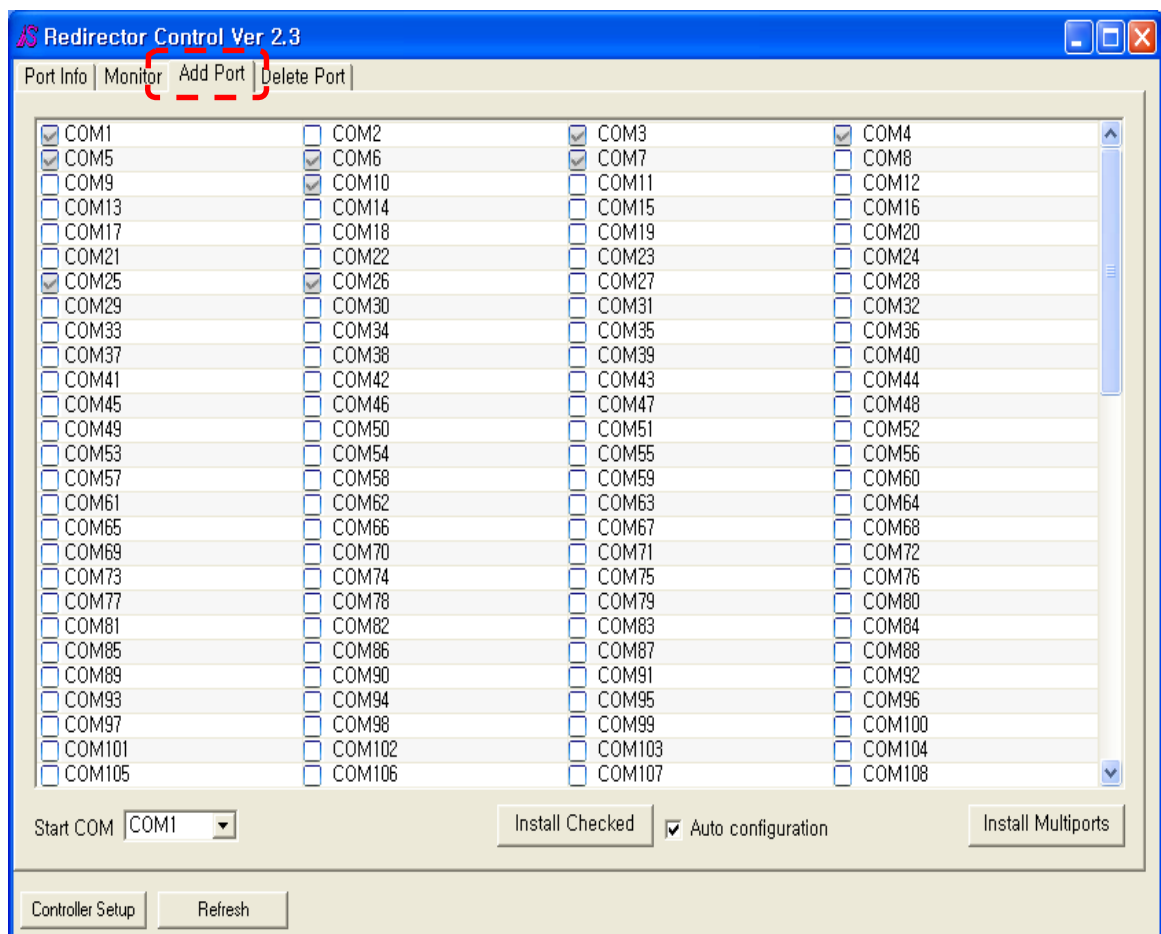 Redirector Control Ver 2.3
Port Info Monitor Add Port Delete Port
COM1 COM2 COM3 COM4
COM5 COM6 COM7 COM8
COM9 COM10 COM11 COM12
COM13 COM14 COM15 COM16
COM17 COM18 COM19 COM20
COM21 COM22 COM23 COM24
COM25 COM26 COM27 COM28
COM29 COM30 COM31 COM32
COM33 COM34 COM35 COM36
COM37 COM38 COM39 COM40
COM41 COM42 COM43 COM44
COM45 COM46 COM47 COM48
COM49 COM50 COM51 COM52
COM53 COM54 COM55 COM56
COM57 COM58 COM59 COM60
COM61 COM62 COM63 COM64
COM65 COM66 COM67 COM68
COM69 COM70 COM71 COM72
COM73 COM74 COM75 COM76
COM77 COM78 COM79 COM80
COM81 COM82 COM83 COM84
COM85 COM86 COM87 COM88
COM89 COM90 COM91 COM92
COM93 COM94 COM95 COM96
COM97 COM98 COM99 COM100
COM101 COM102 COM103 COM104
COM105 COM106 COM107 COM108
Start COM COM1 Install Checked Auto configuration Install Multiports
Controller Setup Refresh